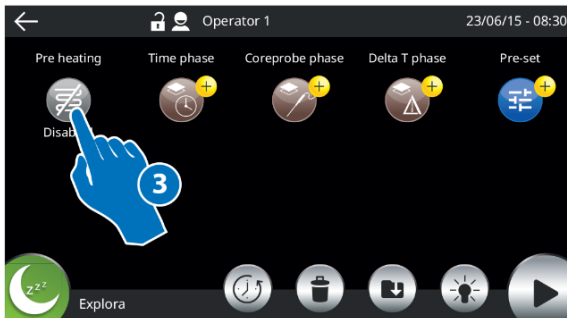 Operator 1
23/06/15 - 08:30
Pre heating
Time phase
Coreprobe phase
Delta T phase
Pre-set
3
zzz
Explora